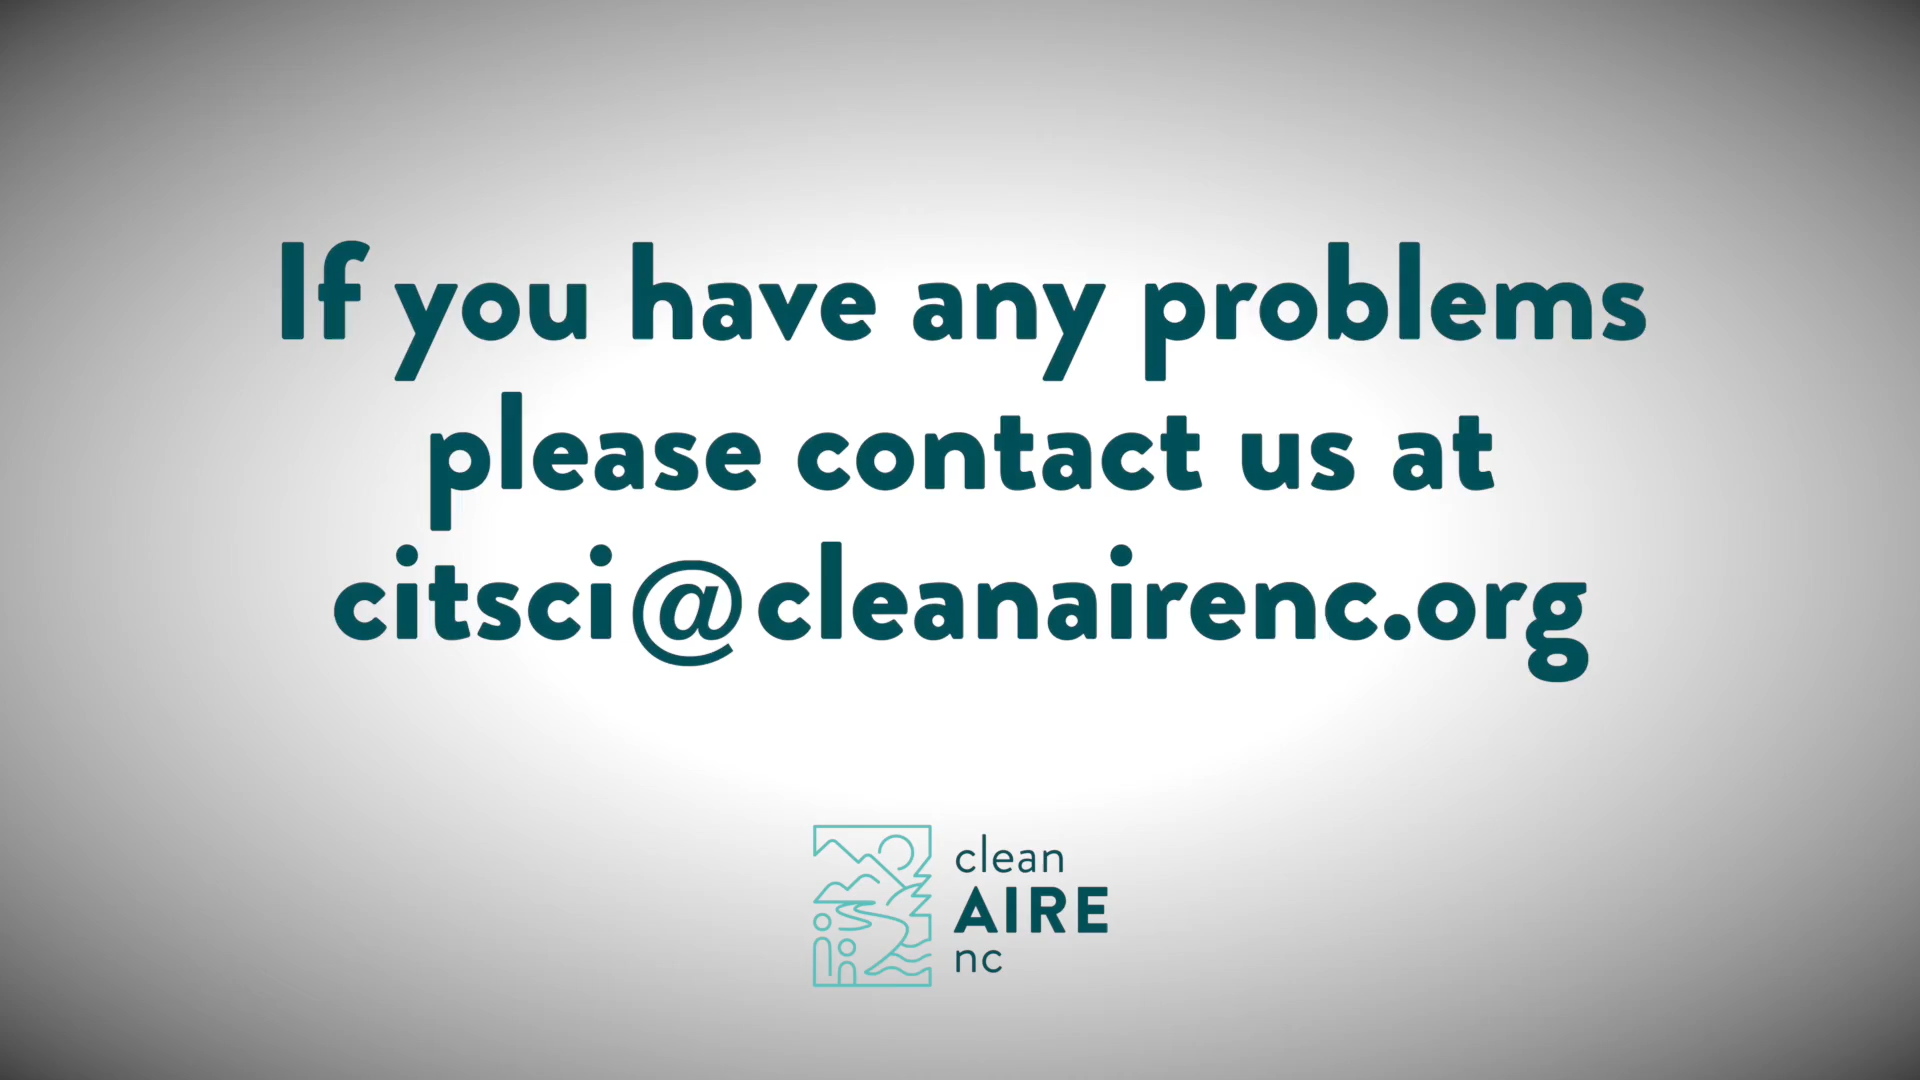 If you have any problems
please contact us at
citsci@cleanairenc.org
clean
AIRE
nc